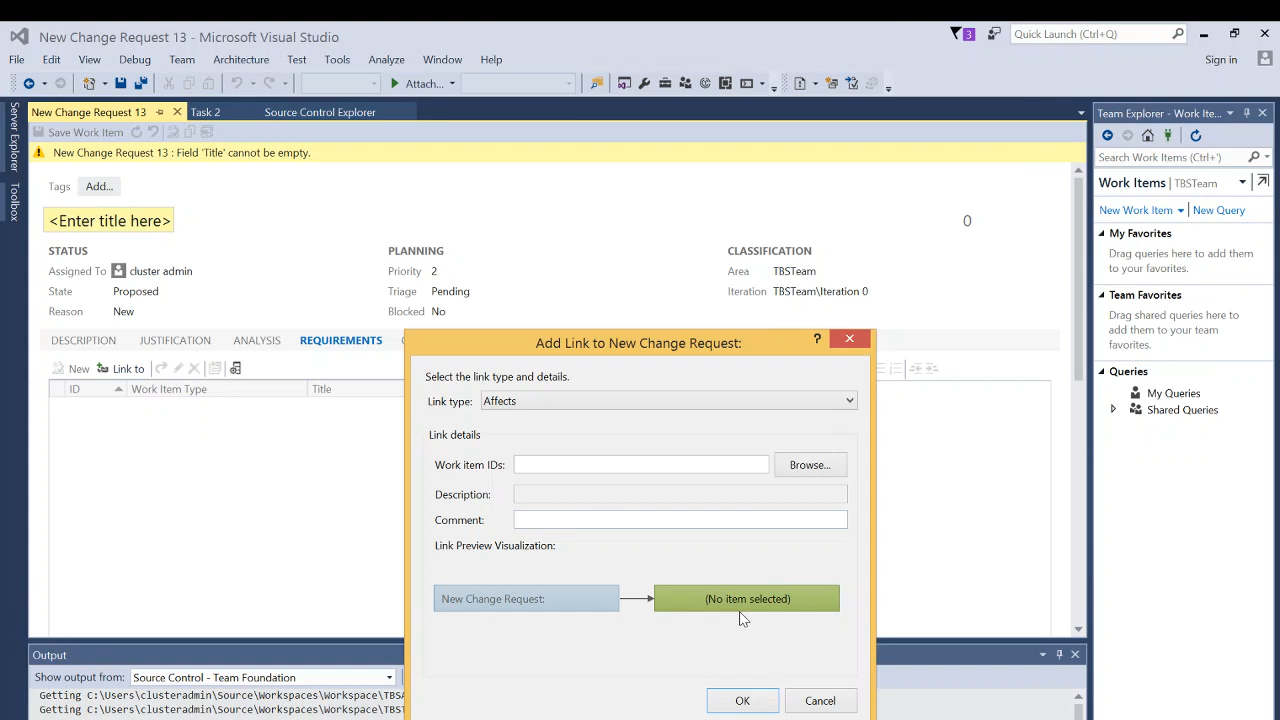 New Change Request 13 - Microsoft Visual Studio
3
Quick Launch (Ctrl+Q)
File Edit View Debug Team Architecture Test Tools Analyze Window Help
Sign in
Attach...
New Change Request 13
Task 2
Source Control Explorer
Server Explorer
Toolbox
Save Work Item
New Change Request 13 : Field 'Title' cannot be empty.
Tags Add...
<Enter title here>
0
STATUS
Assigned To cluster admin
State Proposed
Reason New
PLANNING
Priority 2
Triage Pending
Blocked No
CLASSIFICATION
Area TBSTeam
Iteration TBSTeam\Iteration 0
DESCRIPTION JUSTIFICATION ANALYSIS REQUIREMENTS
New Link to
ID Work Item Type Title
Add Link to New Change Request:
?
Select the link type and details.
Link type: Affects
Link details
Work item IDs: Browse...
Description:
Comment:
Link Preview Visualization:
New Change Request: (No item selected)
OK Cancel
Output
Show output from: Source Control - Team Foundation
Getting C:\Users\clusteradmin\Source\Workspaces\Workspace\TBSA
Getting C:\Users\clusteradmin\Source\Workspaces\Workspace\TBST
Team Explorer - Work Ite...
Search Work Items (Ctrl+')
Work Items TBSTeam
New Work Item New Query
My Favorites
Drag queries here to add them
to your favorites.
Team Favorites
Drag shared queries here to
add them to your team
favorites.
Queries
My Queries
Shared Queries